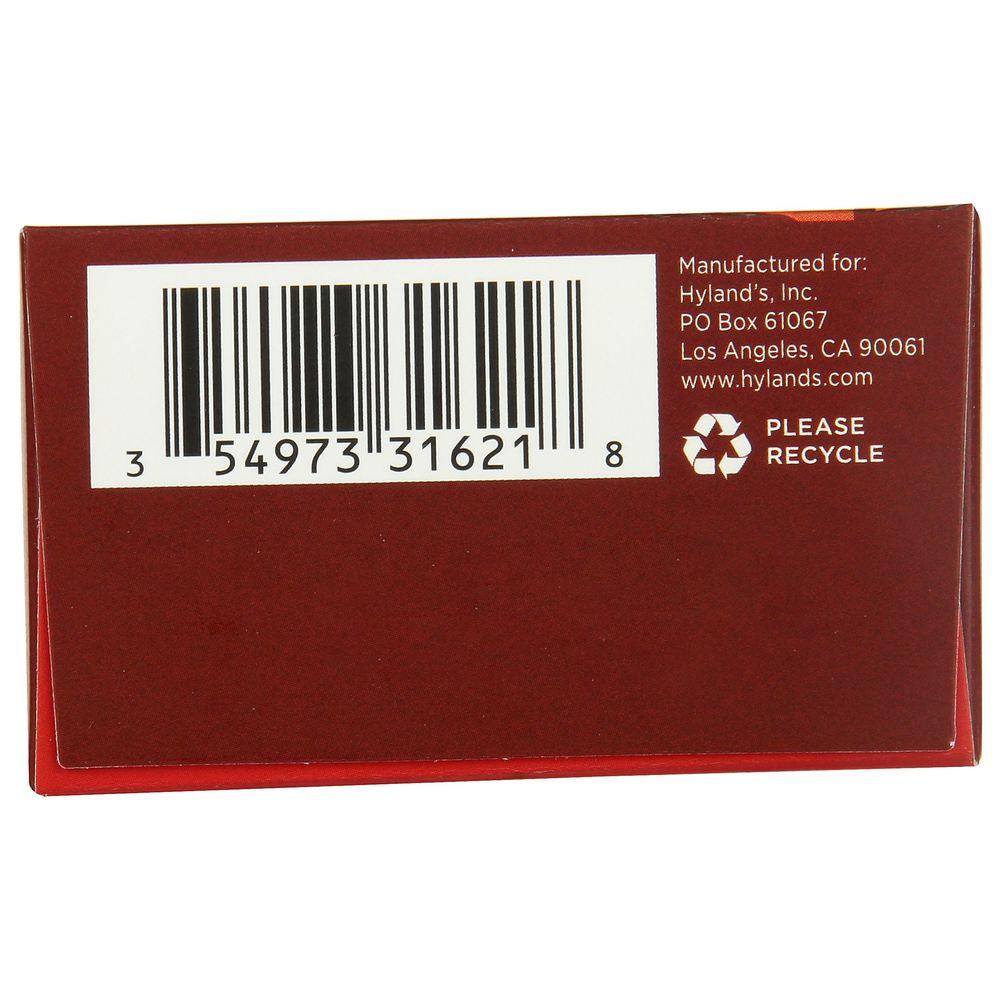 3 54973 31621 8
Manufactured for:
Hyland's, Inc.
PO Box 61067
Los Angeles, CA 90061
www.hylands.com
PLEASE
RECYCLE